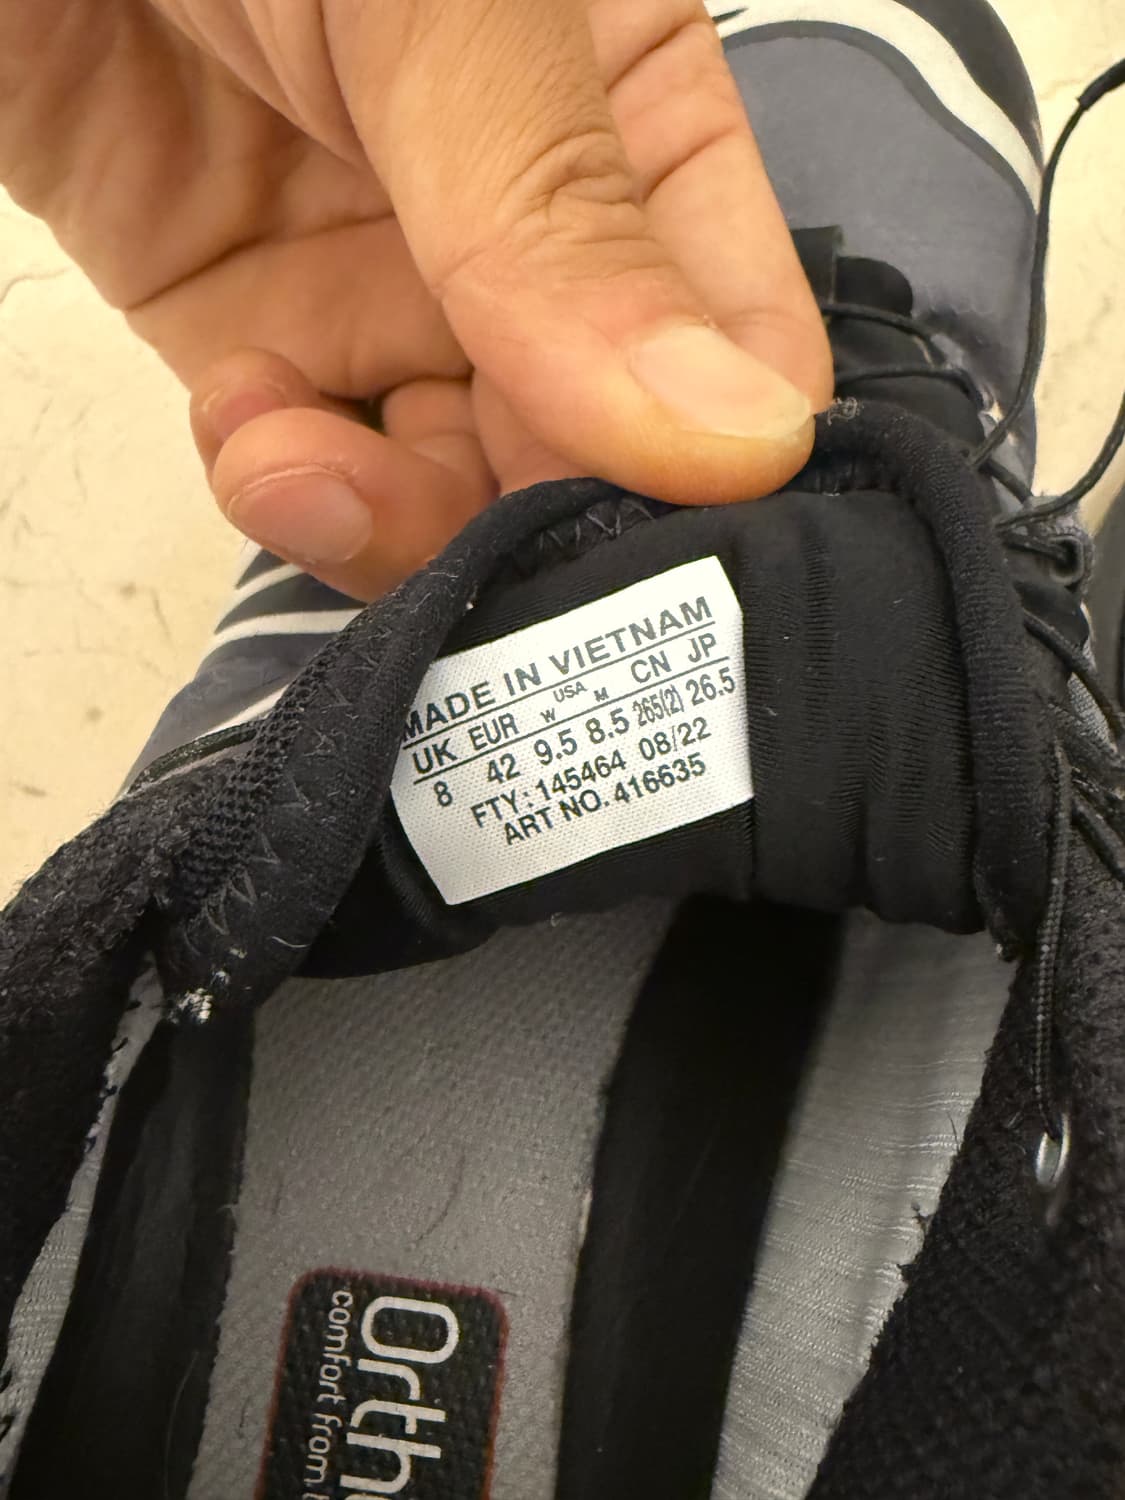 MADE IN VIETNAM
UK EUR W USA M CN JP
8 42 9.5 8.5 265(2) 26.5
FTY: 145464 08/22
ART NO. 416635
Orth
comfort from